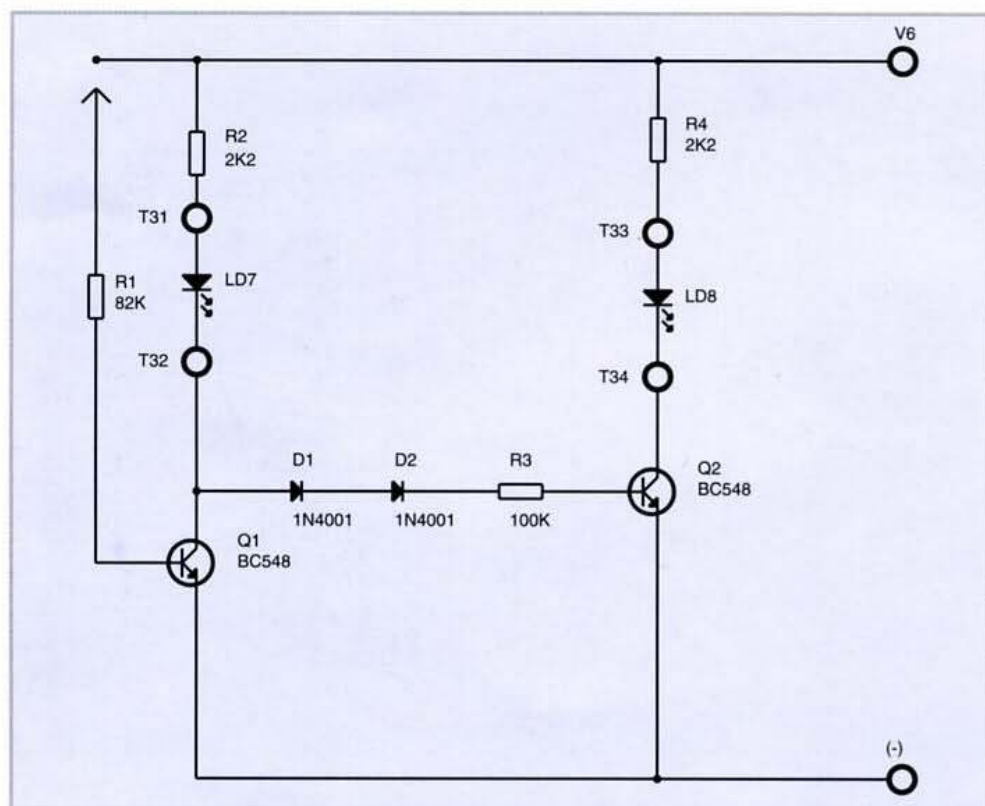 V6
R2
2K2
R4
2K2
T31
T33
R1
82K
LD7
LD8
T32
T34
D1
D2
R3
Q2
BC548
1N4001
1N4001
100K
Q1
BC548
(-)